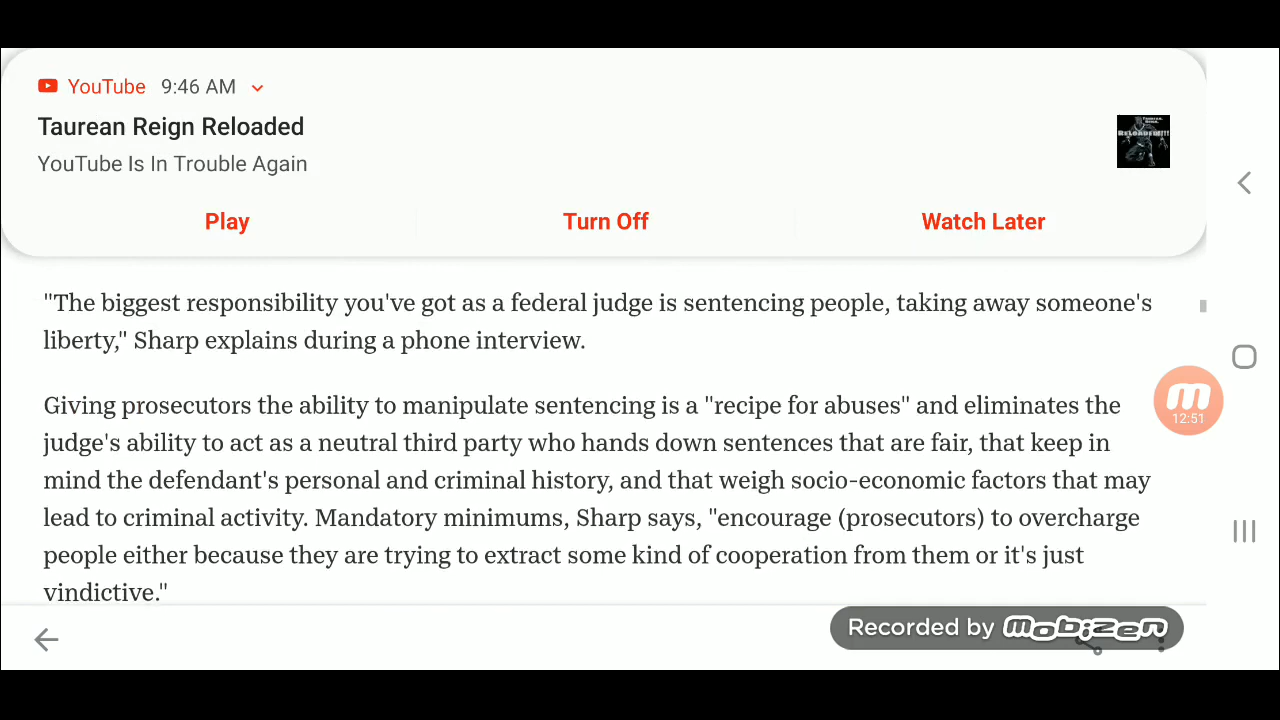 YouTube 9:46 AM
Taurean Reign Reloaded
YouTube Is In Trouble Again
Play Turn Off Watch Later
"The biggest responsibility you've got as a federal judge is sentencing people, taking away someone's
liberty," Sharp explains during a phone interview.
Giving prosecutors the ability to manipulate sentencing is a "recipe for abuses" and eliminates the
judge's ability to act as a neutral third party who hands down sentences that are fair, that keep in
mind the defendant's personal and criminal history, and that weigh socio-economic factors that may
lead to criminal activity. Mandatory minimums, Sharp says, "encourage (prosecutors) to overcharge
people either because they are trying to extract some kind of cooperation from them or it's just
vindictive."
12:51
Recorded by mobizen